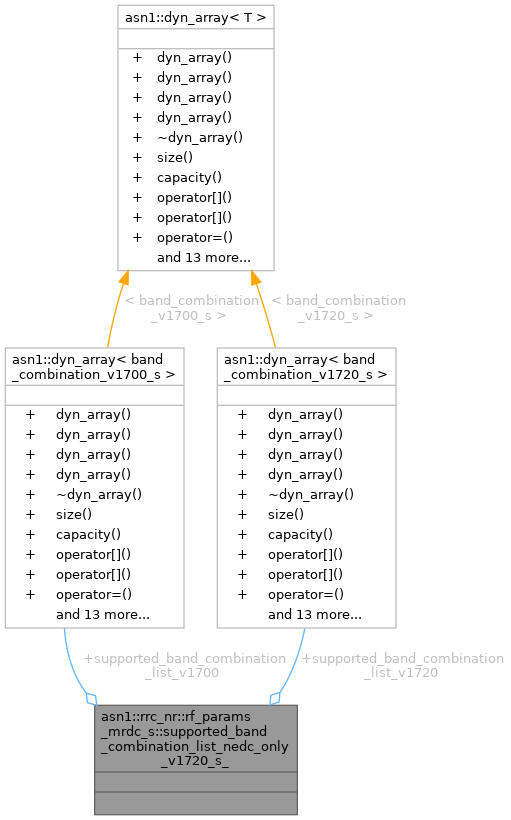 asn1::dyn_array< T >
+ dyn_array()
+ dyn_array()
+ dyn_array()
+ dyn_array()
+ ~dyn_array()
+ size()
+ capacity()
+ operator[]()
+ operator[]()
+ operator=()
and 13 more...
< band_combination
_v1700_s >
< band_combination
_v1720_s >
asn1::dyn_array< band
_combination_v1700_s >
+ dyn_array()
+ dyn_array()
+ dyn_array()
+ dyn_array()
+ ~dyn_array()
+ size()
+ capacity()
+ operator[]()
+ operator[]()
+ operator=()
and 13 more...
asn1::dyn_array< band
_combination_v1720_s >
+ dyn_array()
+ dyn_array()
+ dyn_array()
+ dyn_array()
+ ~dyn_array()
+ size()
+ capacity()
+ operator[]()
+ operator[]()
+ operator=()
and 13 more...
+supported_band_combination
_list_v1700
+supported_band_combination
_list_v1720
asn1::rrc_nr::rf_params
_mrdc_s::supported_band
_combination_list_nedc_only
_v1720_s_